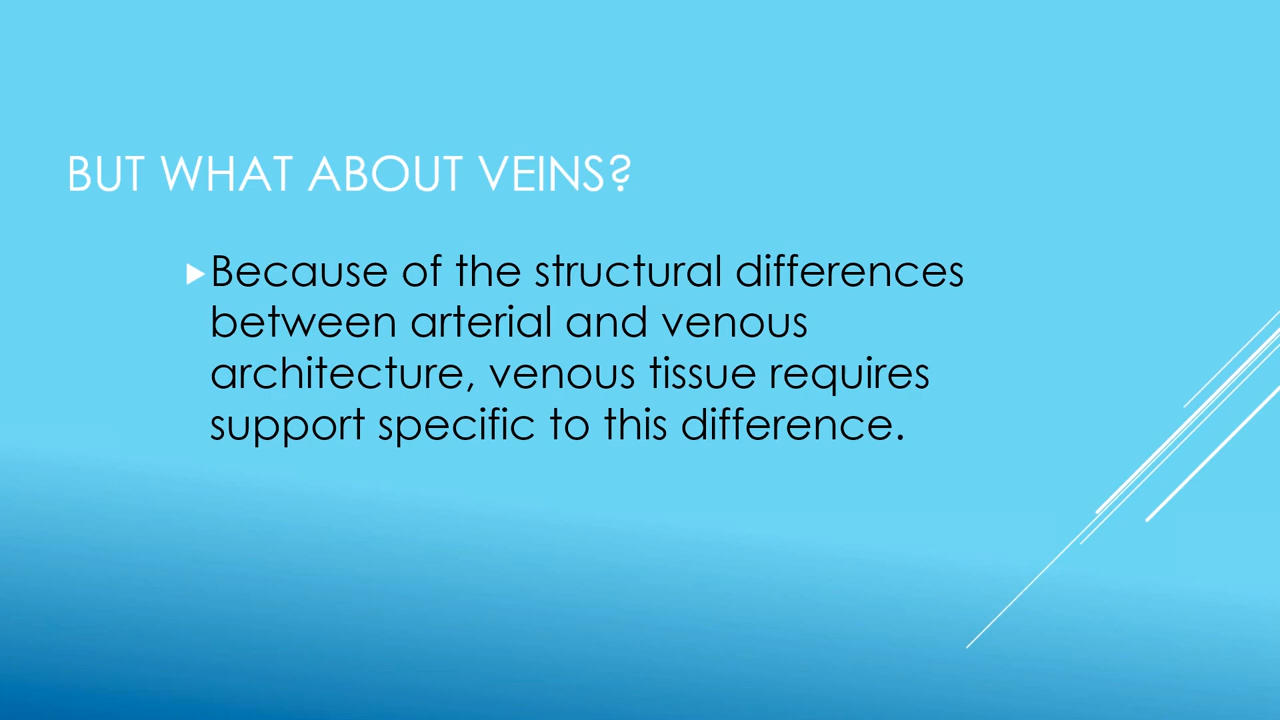 BUT WHAT ABOUT VEINS?
Because of the structural differences
between arterial and venous
architecture, venous tissue requires
support specific to this difference.